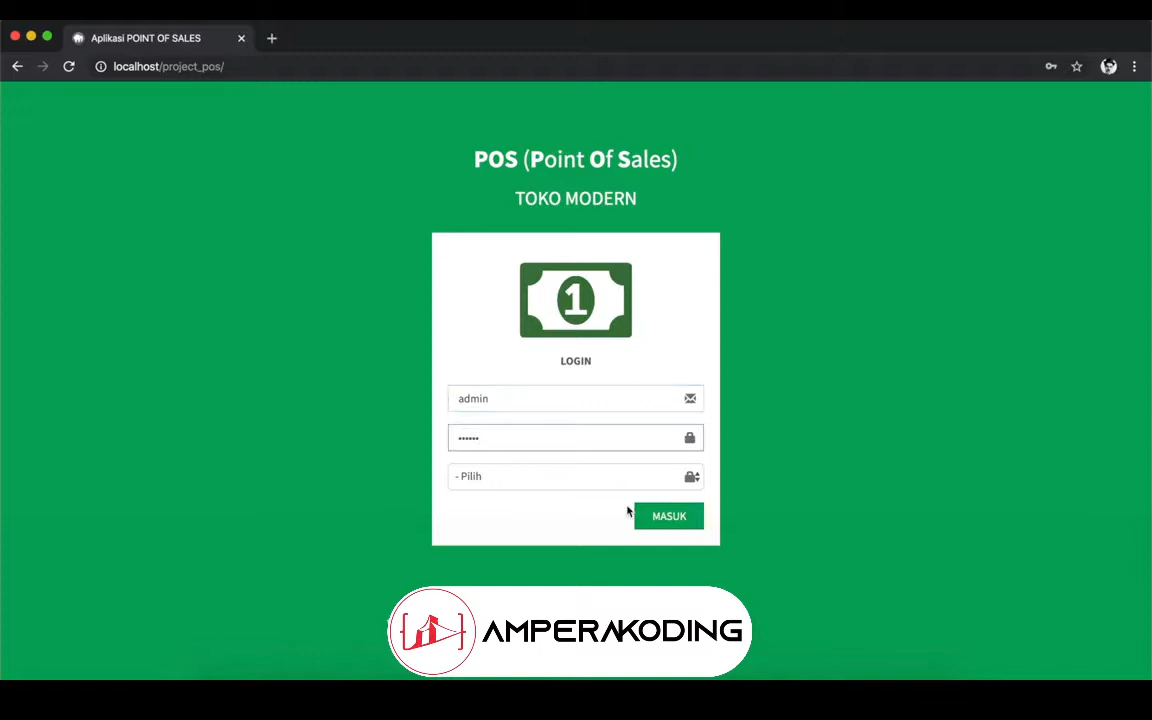 Aplikasi POINT OF SALES
localhost/project_pos/
POS (Point Of Sales)
TOKO MODERN
1
LOGIN
admin
••••••
- Pilih
MASUK
AMPERAKODING